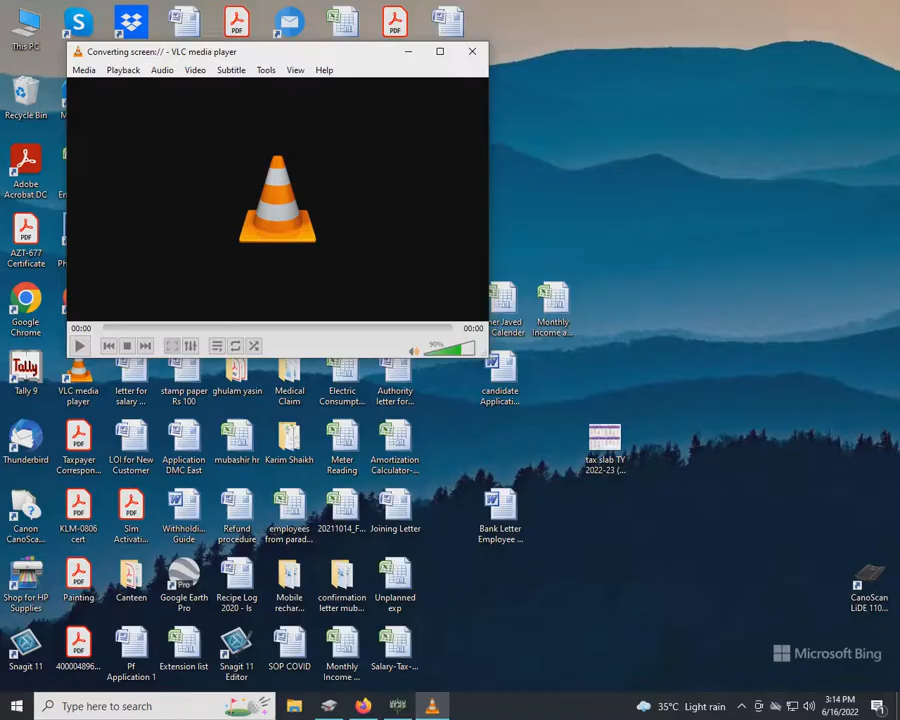 This PC
Converting screen:// - VLC media player
Media Playback Audio Video Subtitle Tools View Help
Recycle Bin
Adobe
Acrobat DC
AZT-677
Certificate
Google
Chrome
Calender
Monthly
Income a...
00:00
00:00
90%
Tally 9
VLC media
player
letter for
salary ...
stamp paper
Rs 100
ghulam yasin
Medical
Claim
Electric
Consumpt...
Authority
letter for...
candidate
Applicati...
Thunderbird
Taxpayer
Correspon...
LOI for New
Customer
Application
DMC East
mubashir hr
Karim Shaikh
Meter
Reading
Amortization
Calculator-...
tax slab TY
2022-23 (...
Canon
CanoSca...
KLM-0806
cert
Slm
Activati...
Withholdi...
Guide
Refund
procedure
employees
from parad...
20211014_F...
Joining Letter
Bank Letter
Employee ...
Shop for HP
Supplies
Painting
Canteen
Google Earth
Pro
Recipe Log
2020 - Is
Mobile
rechar...
confirmation
letter mub...
Unplanned
exp
CanoScan
LiDE 110...
Snagit 11
400004896...
Pf
Application 1
Extension list
Snagit 11
Editor
SOP COVID
Monthly
Income ...
Salary-Tax-...
Microsoft Bing
Type here to search
35°C Light rain
3:14 PM
6/16/2022